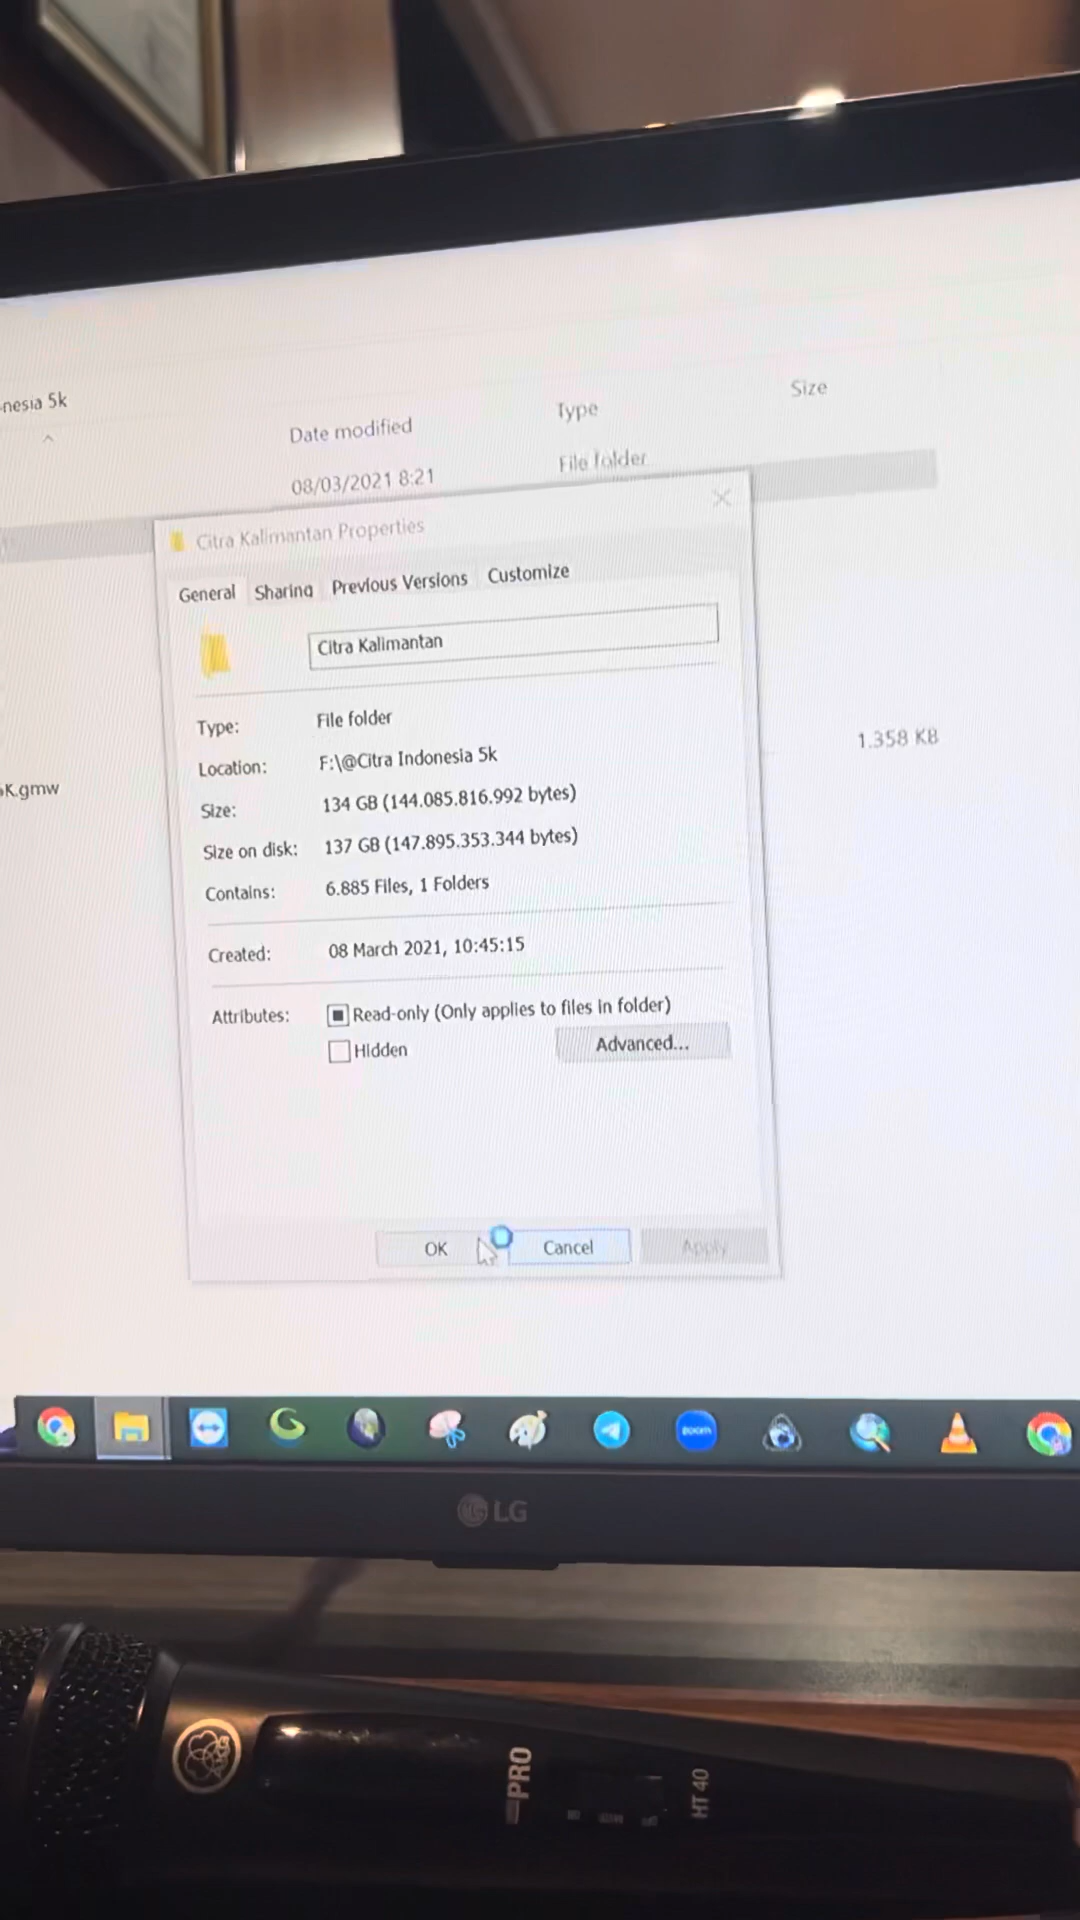 nesia 5k
Date modified Type Size
08/03/2021 8:21 File folder
Citra Kalimantan Properties
General Sharing Previous Versions Customize
Citra Kalimantan
Type: File folder
Location: F:\@Citra Indonesia 5k
1.358 KB
K.gmw
Size: 134 GB (144.085.816.992 bytes)
Size on disk: 137 GB (147.895.353.344 bytes)
Contains: 6.885 Files, 1 Folders
Created: 08 March 2021, 10:45:15
Attributes: Read-only (Only applies to files in folder)
Hidden Advanced...
OK Cancel Apply
zoom
LG
AKG
PRO
HT 40